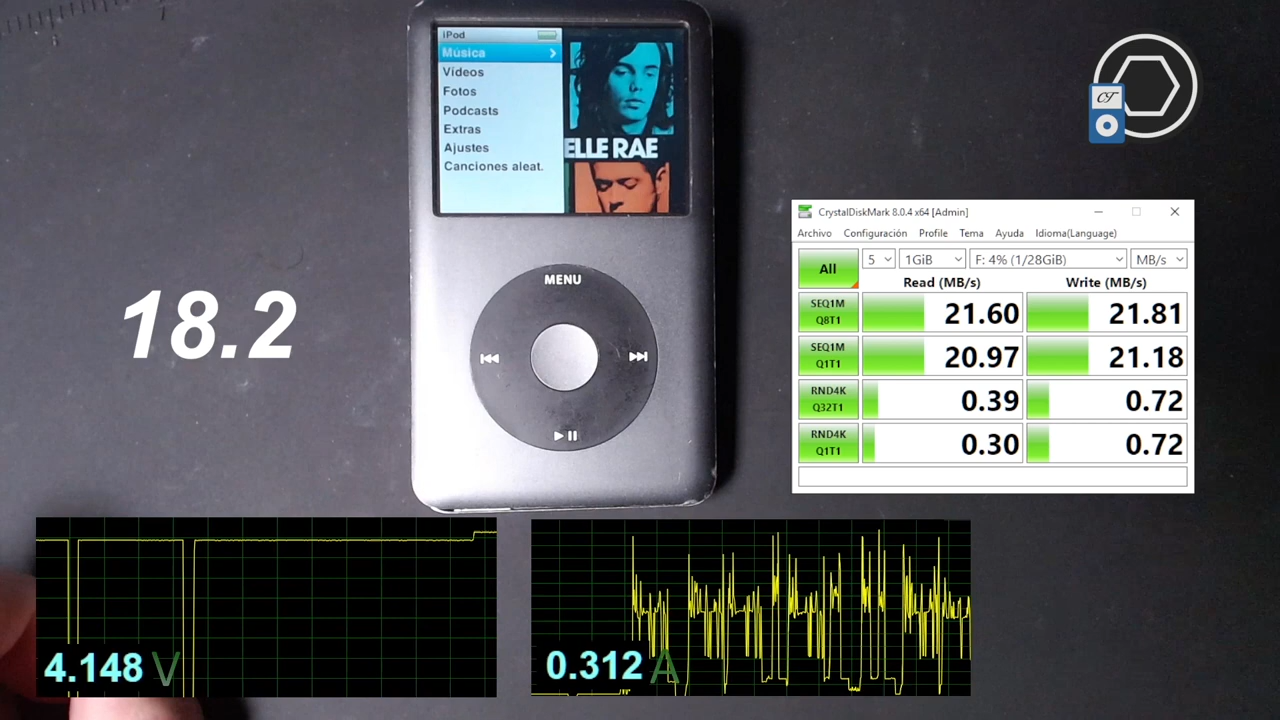 iPod
Música
Vídeos
Fotos
Podcasts
Extras
Ajustes
Canciones aleat.
ELLE RAE
MENU
18.2
CT
CrystalDiskMark 8.0.4 x64 [Admin]
Archivo Configuración Profile Tema Ayuda Idioma(Language)
All 5 1GiB F: 4% (1/28GiB) MB/s
Read (MB/s) Write (MB/s)
SEQ1M Q8T1 21.60 21.81
SEQ1M Q1T1 20.97 21.18
RND4K Q32T1 0.39 0.72
RND4K Q1T1 0.30 0.72
4.148 V
0.312 A